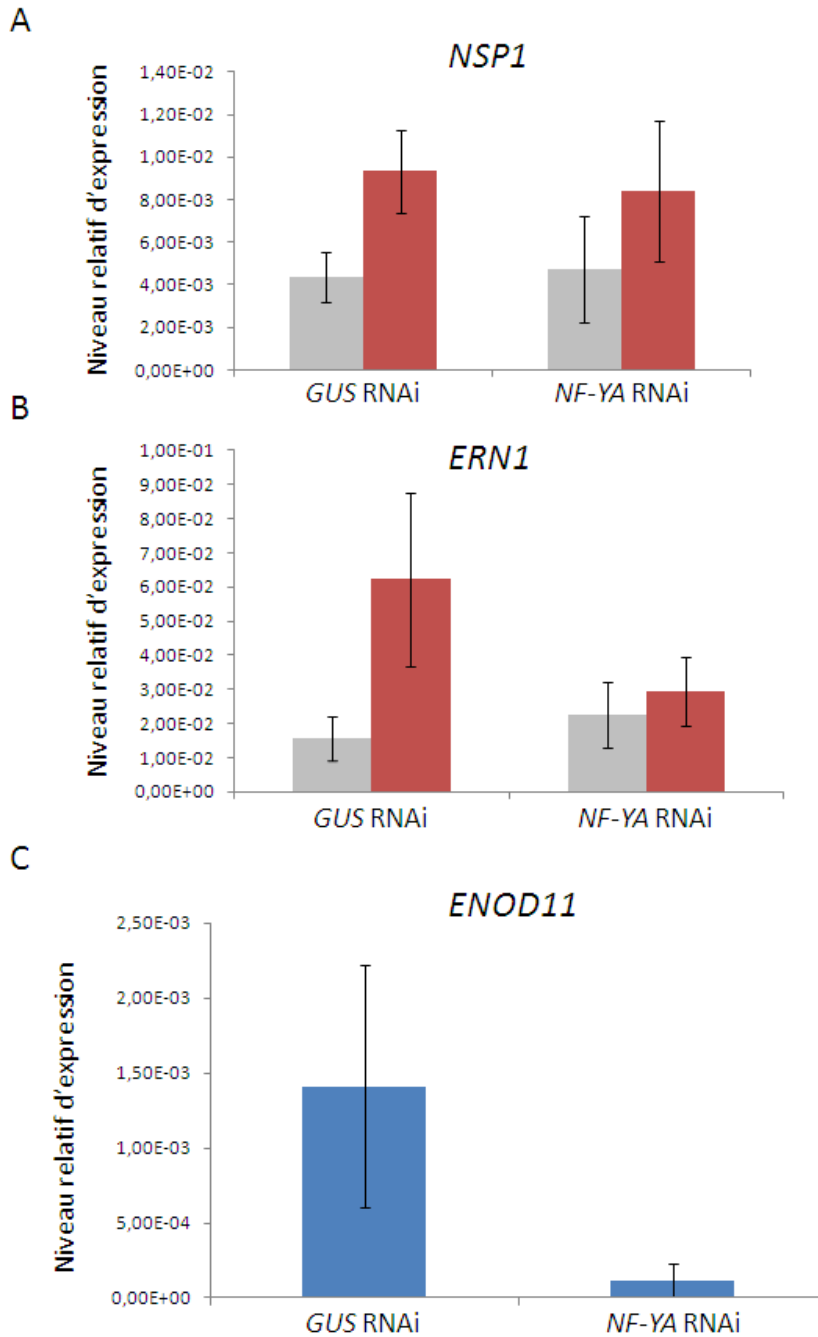 A
NSP1
Niveau relatif d'expression
1,40E-02
1,20E-02
1,00E-02
8,00E-03
6,00E-03
4,00E-03
2,00E-03
0,00E+00
GUS RNAi
NF-YA RNAi
B
ERN1
Niveau relatif d'expression
1,00E-01
9,00E-02
8,00E-02
7,00E-02
6,00E-02
5,00E-02
4,00E-02
3,00E-02
2,00E-02
1,00E-02
0,00E+00
GUS RNAi
NF-YA RNAi
C
ENOD11
Niveau relatif d'expression
2,50E-03
2,00E-03
1,50E-03
1,00E-03
5,00E-04
0,00E+00
GUS RNAi
NF-YA RNAi